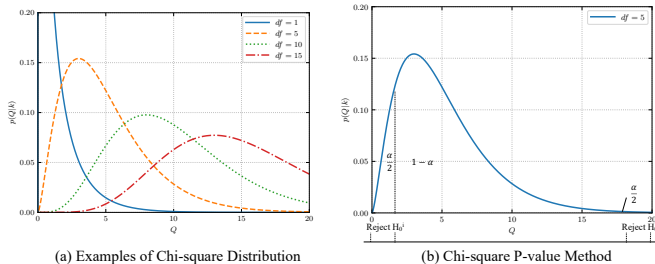 df = 1
df = 5
df = 10
df = 15
0.20
0.15
0.10
0.05
0.00
p(Q|k)
0 5 10 15 20
Q
(a) Examples of Chi-square Distribution
df = 5
0.20
0.15
0.10
0.05
0.00
p(Q|k)
α/2
1 − α
α/2
0 5 10 15 20
Q
Reject H₀¹
Reject H
(b) Chi-square P-value Method